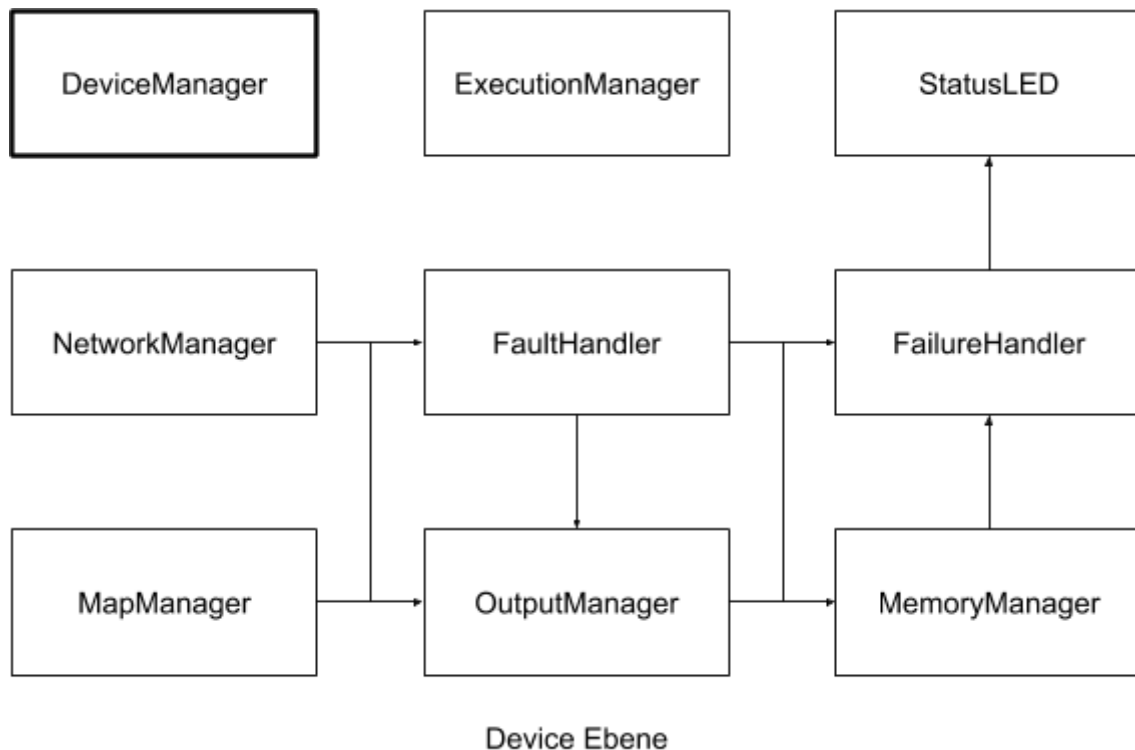 DeviceManager
ExecutionManager
StatusLED
NetworkManager
FaultHandler
FailureHandler
MapManager
OutputManager
MemoryManager
Device Ebene